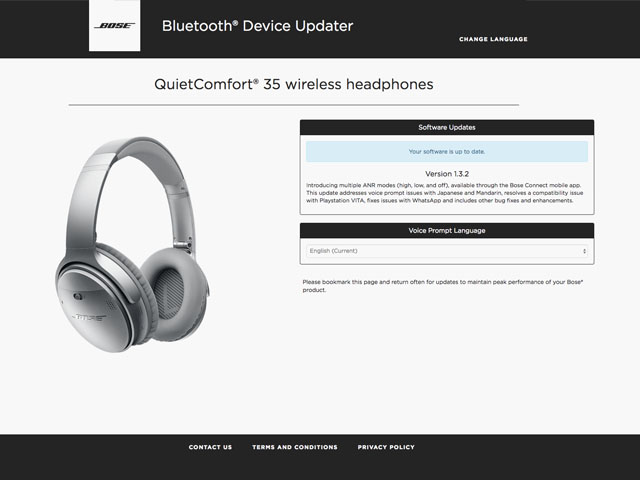 BOSE
Bluetooth® Device Updater
CHANGE LANGUAGE
QuietComfort® 35 wireless headphones
Software Updates
Your software is up to date.
Version 1.3.2
Introducing multiple ANR modes (high, low, and off), available through the Bose Connect mobile app.
This update addresses voice prompt issues with Japanese and Mandarin, resolves a compatibility issue
with Playstation VITA, fixes issues with WhatsApp and includes other bug fixes and enhancements.
Voice Prompt Language
English (Current)
Please bookmark this page and return often for updates to maintain peak performance of your Bose®
product.
BOSE
CONTACT US
TERMS AND CONDITIONS
PRIVACY POLICY